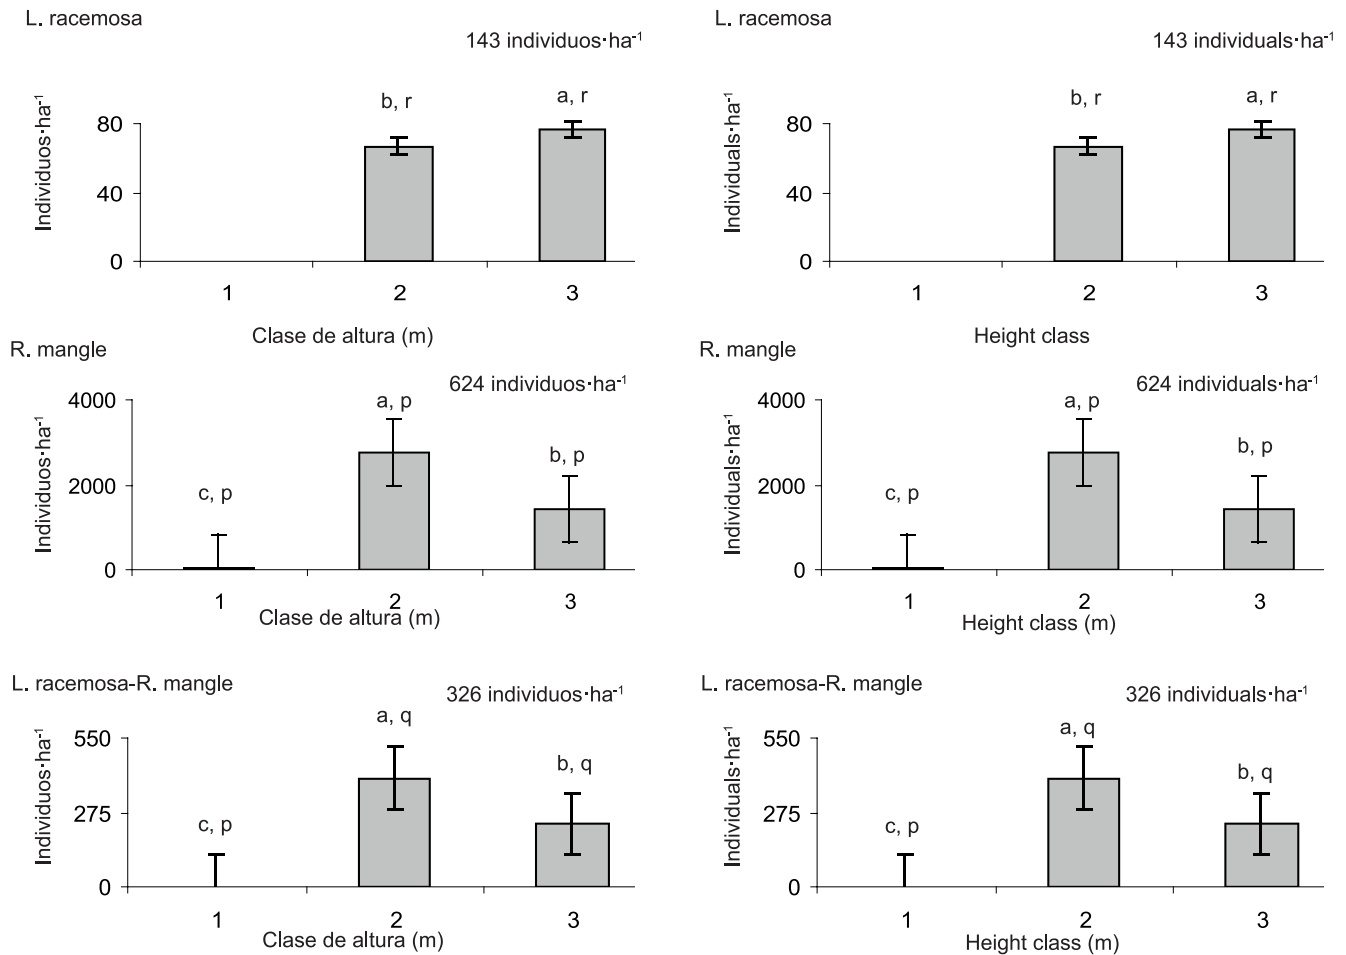 L. racemosa
143 individuos·ha⁻¹
Individuos·ha⁻¹
80
40
0
b, r
a, r
1 2 3
Clase de altura (m)
L. racemosa
143 individuals·ha⁻¹
Individuals·ha⁻¹
80
40
0
b, r
a, r
1 2 3
Height class
R. mangle
624 individuos·ha⁻¹
Individuos·ha⁻¹
4000
2000
0
c, p
a, p
b, p
1 2 3
Clase de altura (m)
R. mangle
624 individuals·ha⁻¹
Individuals·ha⁻¹
4000
2000
0
c, p
a, p
b, p
1 2 3
Height class (m)
L. racemosa-R. mangle
326 individuos·ha⁻¹
Individuos·ha⁻¹
550
275
0
c, p
a, q
b, q
1 2 3
Clase de altura (m)
L. racemosa-R. mangle
326 individuals·ha⁻¹
Individuals·ha⁻¹
550
275
0
c, p
a, q
b, q
1 2 3
Height class (m)